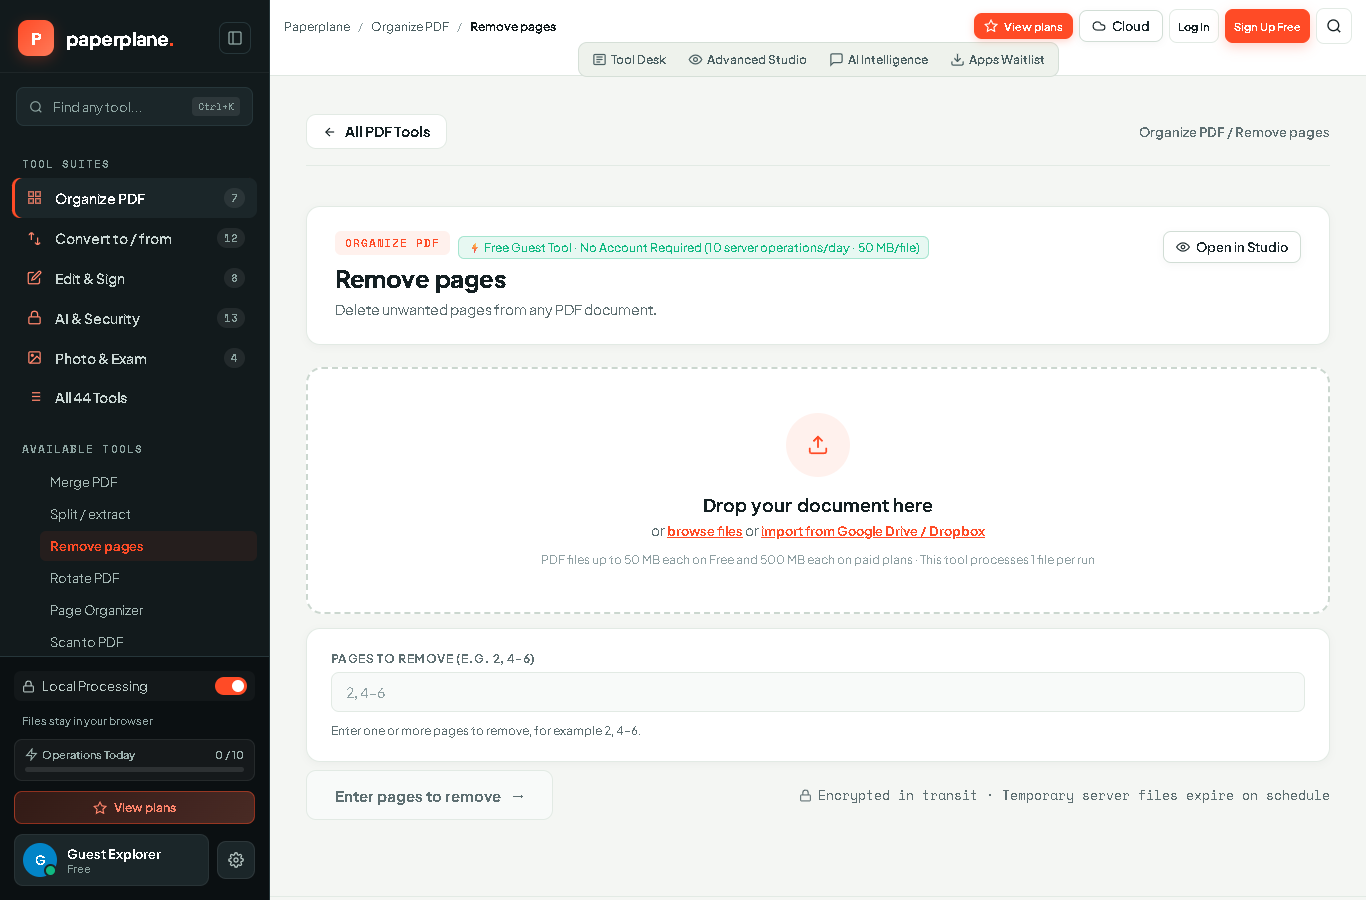 P paperplane.
Find any tool... Ctrl+K
TOOL SUITES
Organize PDF 7
Convert to / from 12
Edit & Sign 8
AI & Security 13
Photo & Exam 4
All 44 Tools
AVAILABLE TOOLS
Merge PDF
Split / extract
Remove pages
Rotate PDF
Page Organizer
Scan to PDF
Local Processing
Files stay in your browser
Operations Today 0 / 10
View plans
G Guest Explorer
Free
Paperplane / Organize PDF / Remove pages
View plans Cloud Log In Sign Up Free
Tool Desk Advanced Studio AI Intelligence Apps Waitlist
← All PDF Tools
Organize PDF / Remove pages
ORGANIZE PDF
Free Guest Tool · No Account Required (10 server operations/day · 50 MB/file)
Open in Studio
Remove pages
Delete unwanted pages from any PDF document.
Drop your document here
or browse files or import from Google Drive / Dropbox
PDF files up to 50 MB each on Free and 500 MB each on paid plans · This tool processes 1 file per run
PAGES TO REMOVE (E.G. 2, 4–6)
2, 4–6
Enter one or more pages to remove, for example 2, 4–6.
Enter pages to remove →
Encrypted in transit · Temporary server files expire on schedule